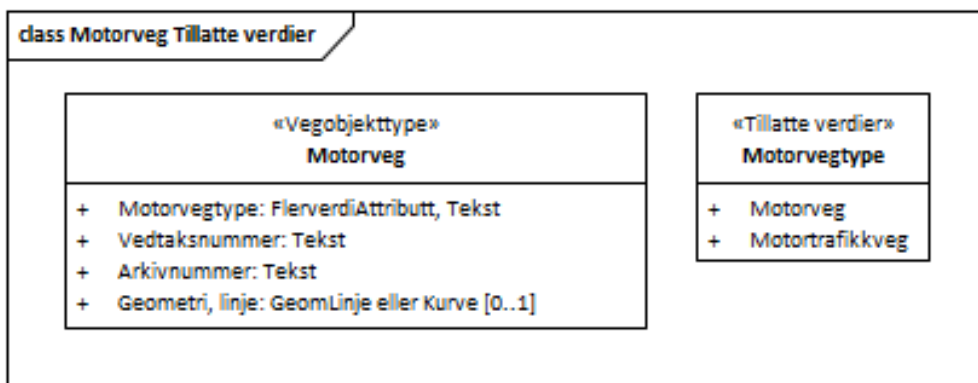 class Motorveg Tillatte verdier
«Vegobjekttype»
Motorveg
+ Motorvegtype: FlerverdiAttributt, Tekst
+ Vedtaksnummer: Tekst
+ Arkivnummer: Tekst
+ Geometri, linje: GeomLinje eller Kurve [0..1]
«Tillatte verdier»
Motorvegtype
+ Motorveg
+ Motortrafikkveg